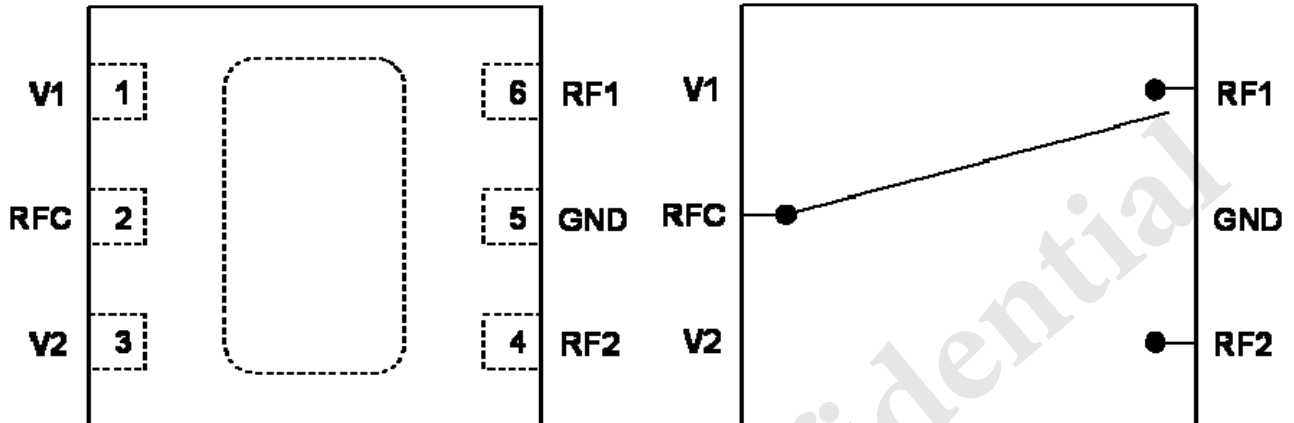 V1 1 6 RF1
RFC 2 5 GND
V2 3 4 RF2
V1 RF1
RFC GND
V2 RF2